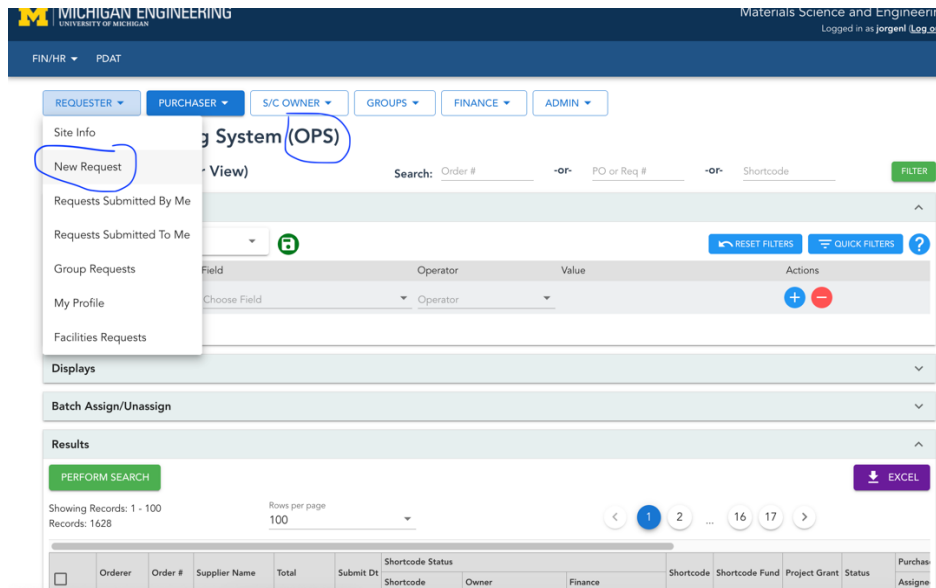 M MICHIGAN ENGINEERING
UNIVERSITY OF MICHIGAN
Materials Science and Engineerin
Logged in as jorgenl (Log o
FIN/HR PDAT
REQUESTER PURCHASER S/C OWNER GROUPS FINANCE ADMIN
Site Info
g System (OPS)
New Request
View)
Search: Order # -or- PO or Req # -or- Shortcode FILTER
Requests Submitted By Me
Requests Submitted To Me
RESET FILTERS QUICK FILTERS ?
Group Requests
Field Operator Value Actions
My Profile
Choose Field Operator
Facilities Requests
Displays
Batch Assign/Unassign
Results
PERFORM SEARCH EXCEL
Showing Records: 1 - 100
Records: 1628
Rows per page
100
< 1 2 ... 16 17 >
Orderer Order # Supplier Name Total Submit Dt Shortcode Status Shortcode Shortcode Fund Project Grant Status Purchas
Shortcode Owner Finance Assigne